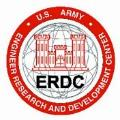 U.S. ARMY
ERDC
ENGINEER RESEARCH AND DEVELOPMENT CENTER